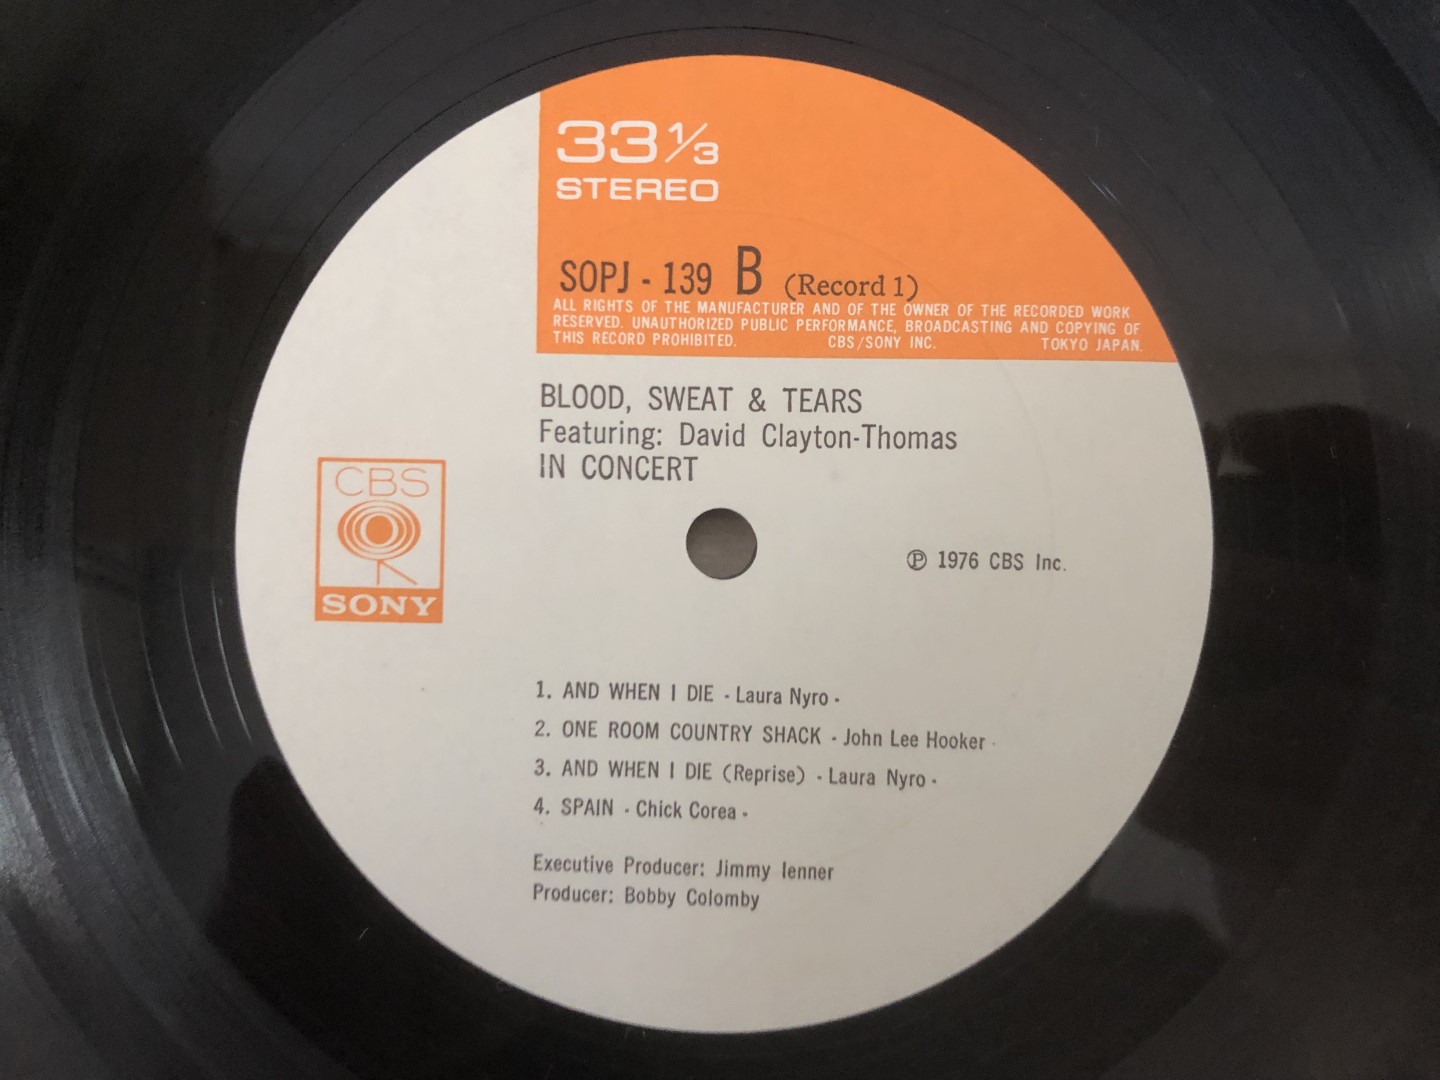 33 1/3
STEREO
SOPJ - 139 B (Record 1)
ALL RIGHTS OF THE MANUFACTURER AND OF THE OWNER OF THE RECORDED WORK
RESERVED. UNAUTHORIZED PUBLIC PERFORMANCE, BROADCASTING AND COPYING OF
THIS RECORD PROHIBITED. CBS/SONY INC. TOKYO JAPAN.
BLOOD, SWEAT & TEARS
Featuring: David Clayton-Thomas
IN CONCERT
CBS
SONY
℗ 1976 CBS Inc.
1. AND WHEN I DIE - Laura Nyro -
2. ONE ROOM COUNTRY SHACK - John Lee Hooker -
3. AND WHEN I DIE (Reprise) - Laura Nyro -
4. SPAIN - Chick Corea -
Executive Producer: Jimmy Ienner
Producer: Bobby Colomby